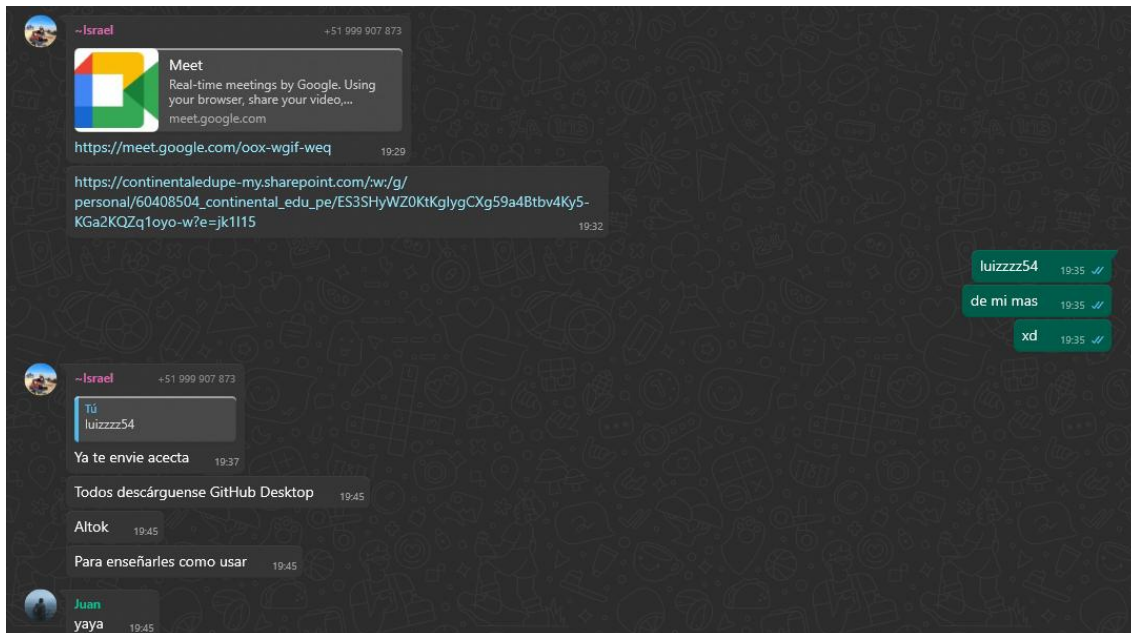 ~Israel +51 999 907 873
Meet
Real-time meetings by Google. Using
your browser, share your video,...
meet.google.com
https://meet.google.com/oox-wgif-weq 19:29
https://continentaledupe-my.sharepoint.com/:w:/g/
personal/60408504_continental_edu_pe/ES3SHyWZ0KtKgIygCXg59a4Btbv4Ky5-
KGa2KQZq1oyo-w?e=jk1I15 19:32
luizzzz54 19:35
de mi mas 19:35
xd 19:35
~Israel +51 999 907 873
Tú
luizzzz54
Ya te envie acecta 19:37
Todos descárguense GitHub Desktop 19:45
Altok 19:45
Para enseñarles como usar 19:45
Juan
yaya 19:45